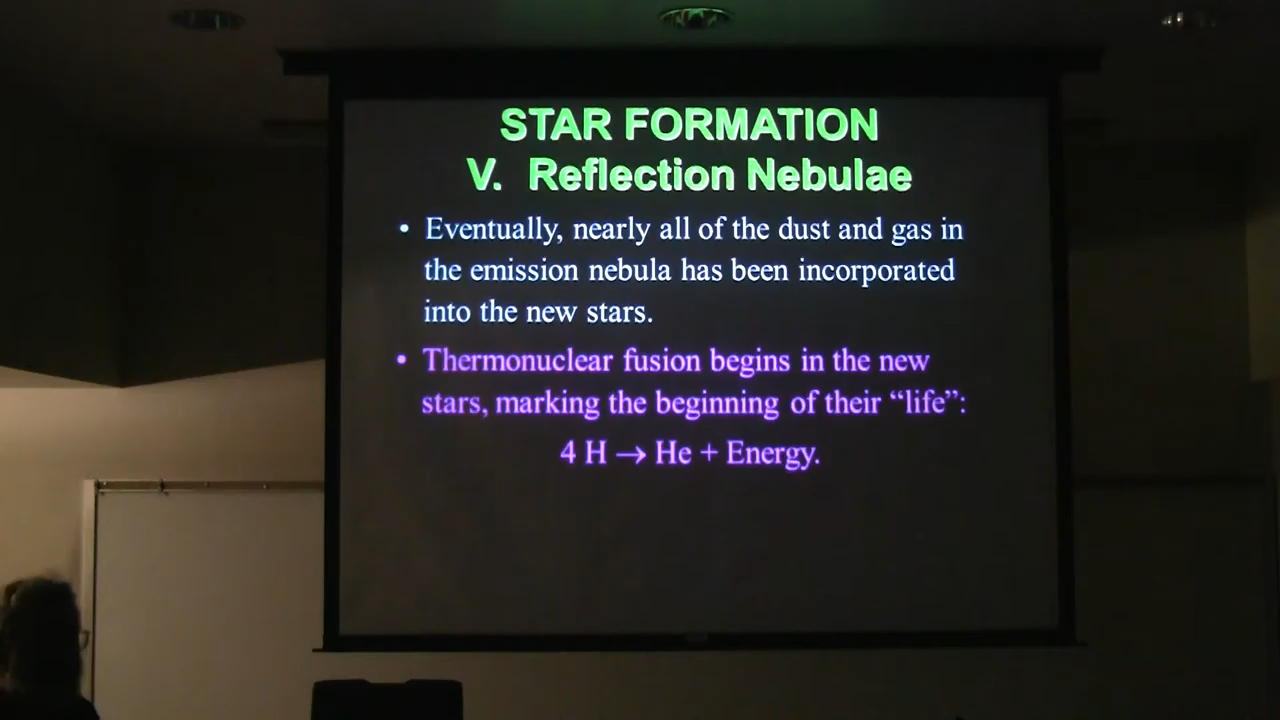 STAR FORMATION
V. Reflection Nebulae
• Eventually, nearly all of the dust and gas in
the emission nebula has been incorporated
into the new stars.
• Thermonuclear fusion begins in the new
stars, marking the beginning of their “life”:
4 H → He + Energy.